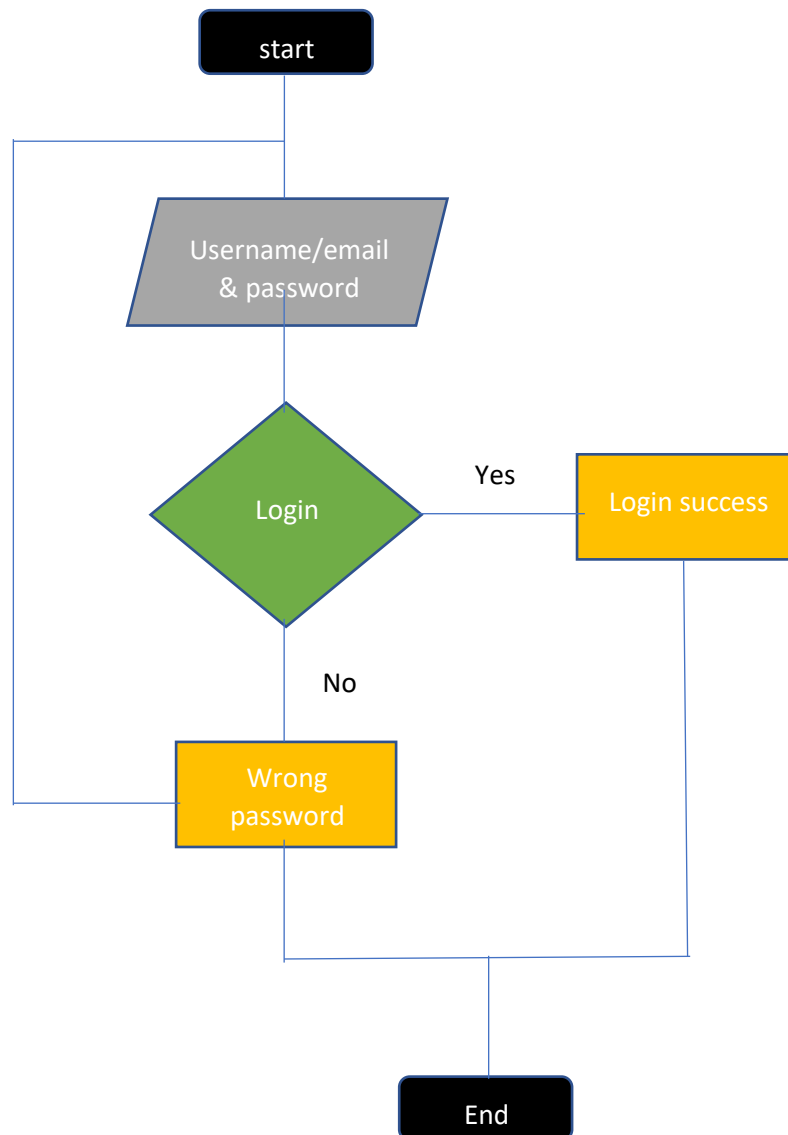 start
Username/email
& password
Login
Yes
Login success
No
Wrong
password
End